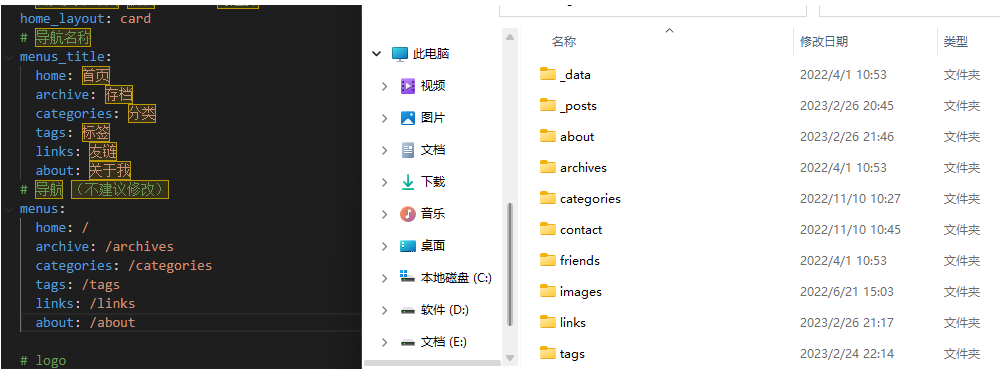 home_layout: card
# 导航名称
menus_title:
home: 首页
archive: 存档
categories: 分类
tags: 标签
links: 友链
about: 关于我
# 导航 （不建议修改）
menus:
home: /
archive: /archives
categories: /categories
tags: /tags
links: /links
about: /about
# logo
此电脑
视频
图片
文档
下载
音乐
桌面
本地磁盘 (C:)
软件 (D:)
文档 (E:)
名称 修改日期 类型
_data 2022/4/1 10:53 文件夹
_posts 2023/2/26 20:45 文件夹
about 2023/2/26 21:46 文件夹
archives 2022/4/1 10:53 文件夹
categories 2022/11/10 10:27 文件夹
contact 2022/11/10 10:45 文件夹
friends 2022/4/1 10:53 文件夹
images 2022/6/21 15:03 文件夹
links 2023/2/26 21:17 文件夹
tags 2023/2/24 22:14 文件夹